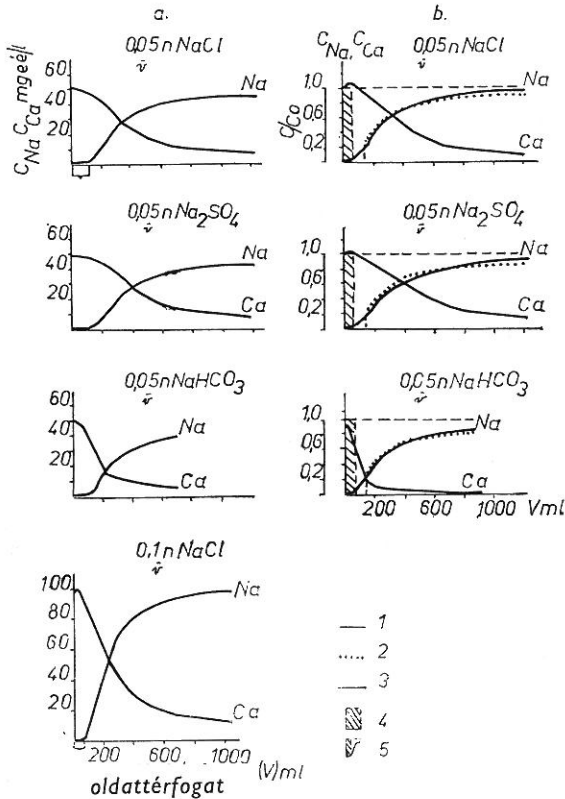 a.
0,05 n NaCl
C Na C Ca mgeé/l
60
40
20
Na
Ca
0,05 n Na2SO4
60
40
20
Na
Ca
0,05 n NaHCO3
60
40
20
Na
Ca
0,1 n NaCl
100
80
60
40
20
Na
Ca
200 600 1000 (V) ml
oldattérfogat
b.
C Na, C Ca
0,05 n NaCl
C/Co
1,0
0,6
0,2
Na
Ca
0,05 n Na2SO4
1,0
0,6
0,2
Na
Ca
0,05 n NaHCO3
1,0
0,6
0,2
Na
Ca
200 600 1000 V ml
1
2
3
4
5